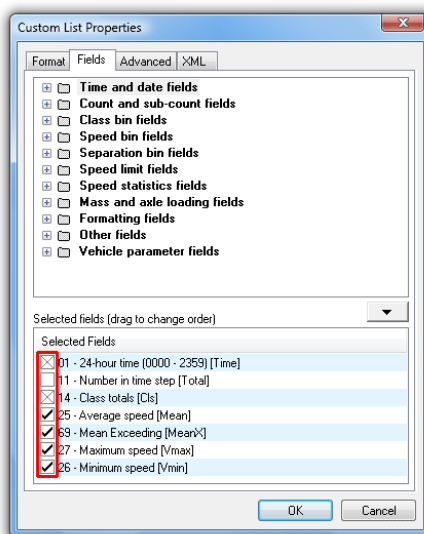 Custom List Properties
Format Fields Advanced XML
Time and date fields
Count and sub-count fields
Class bin fields
Speed bin fields
Separation bin fields
Speed limit fields
Speed statistics fields
Mass and axle loading fields
Formatting fields
Other fields
Vehicle parameter fields
Selected fields (drag to change order)
Selected Fields
01 - 24-hour time (0000 - 2359) [Time]
11 - Number in time step [Total]
14 - Class totals [Cls]
25 - Average speed [Mean]
69 - Mean Exceeding [MeanX]
27 - Maximum speed [Vmax]
26 - Minimum speed [Vmin]
OK Cancel